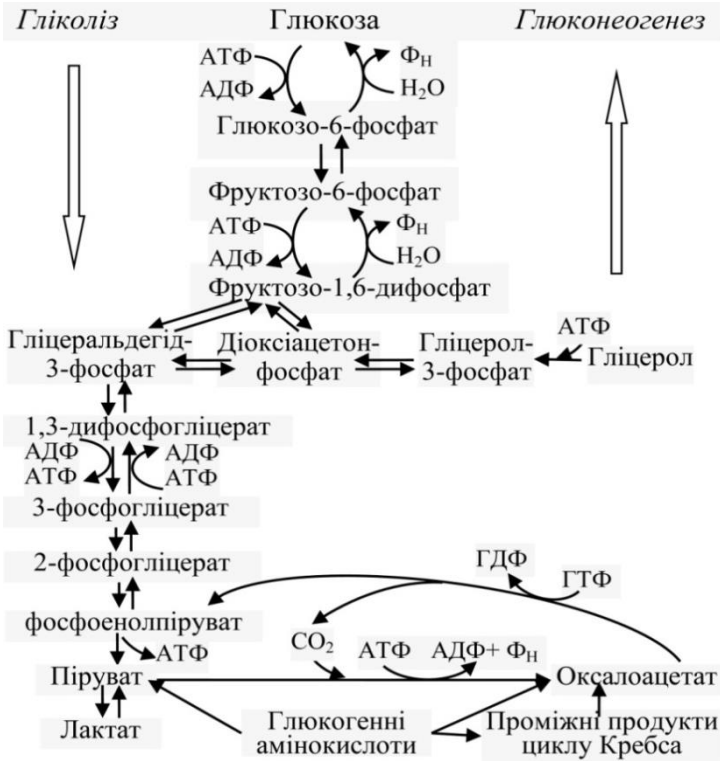 Гліколіз Глюкоза Глюконеогенез
АТФ Фн
АДФ H₂O
Глюкозо-6-фосфат
Фруктозо-6-фосфат
АТФ Фн
АДФ H₂O
Фруктозо-1,6-дифосфат
АТФ
Гліцеральдегід-
3-фосфат
Діоксіацетон-
фосфат
Гліцерол-
3-фосфат
Гліцерол
1,3-дифосфогліцерат
АДФ АДФ
АТФ АТФ
3-фосфогліцерат
2-фосфогліцерат
ГДФ ГТФ
фосфоенолпіруват
АТФ
CO₂ АТФ АДФ+ Фн
Піруват Оксалоацетат
Лактат
Глюкогенні
амінокислоти
Проміжні продукти
циклу Кребса